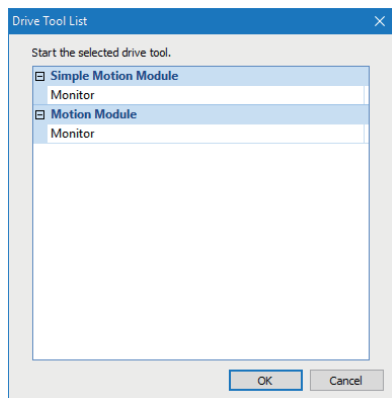 Drive Tool List
Start the selected drive tool.
Simple Motion Module
Monitor
Motion Module
Monitor
OK Cancel